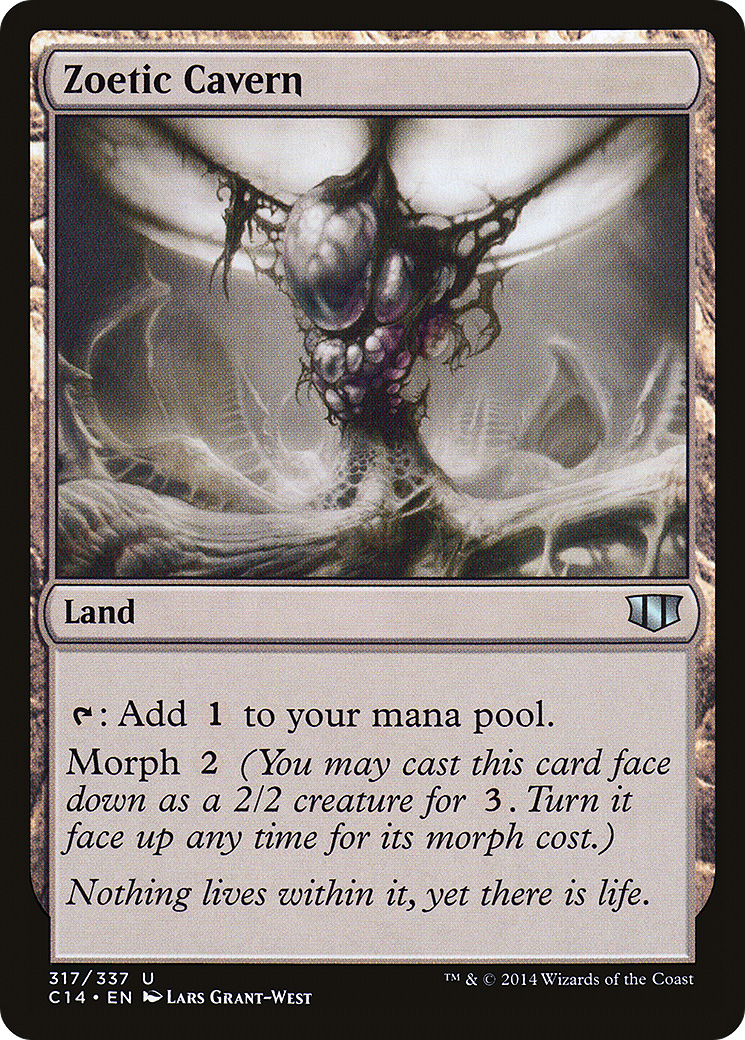 Zoetic Cavern
Land
: Add 1 to your mana pool.
Morph 2 (You may cast this card face
down as a 2/2 creature for 3. Turn it
face up any time for its morph cost.)
Nothing lives within it, yet there is life.
317/337 U
™ & © 2014 Wizards of the Coast
C14 • EN Lars Grant-West